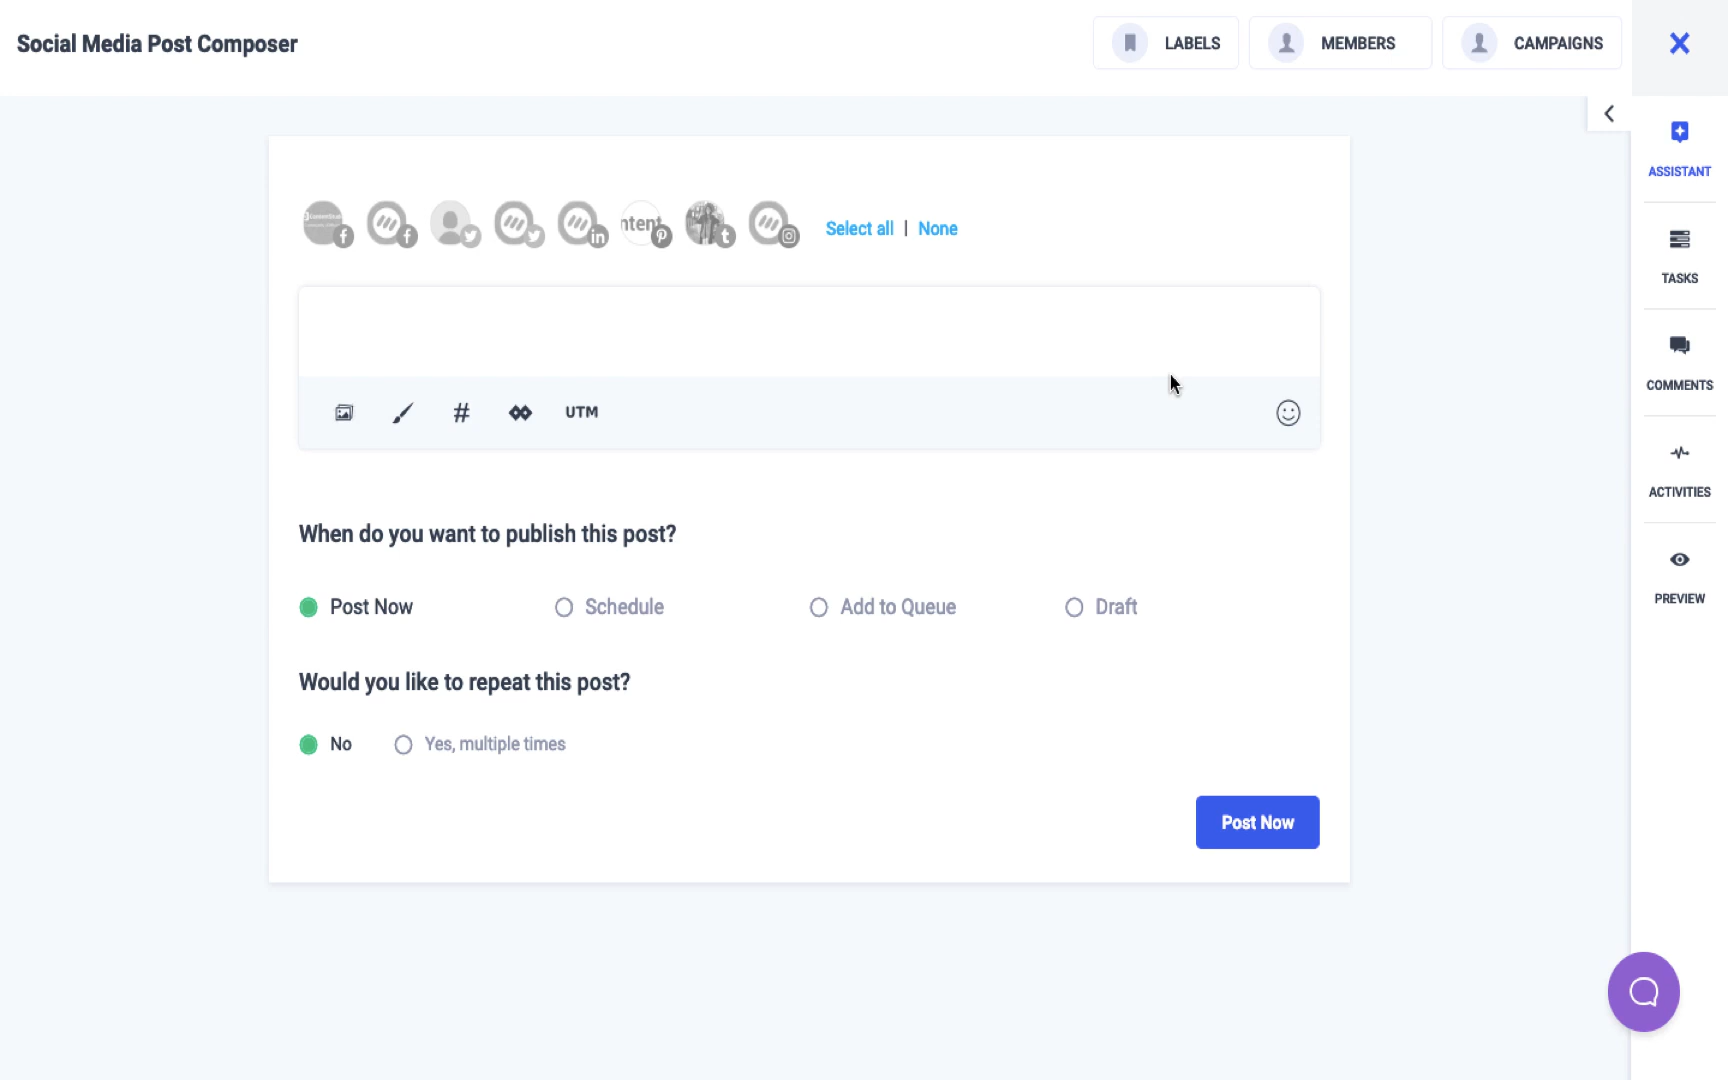 Social Media Post Composer
LABELS
MEMBERS
CAMPAIGNS
ASSISTANT
ntent
Select all | None
TASKS
COMMENTS
# UTM
ACTIVITIES
When do you want to publish this post?
PREVIEW
Post Now
Schedule
Add to Queue
Draft
Would you like to repeat this post?
No
Yes, multiple times
Post Now